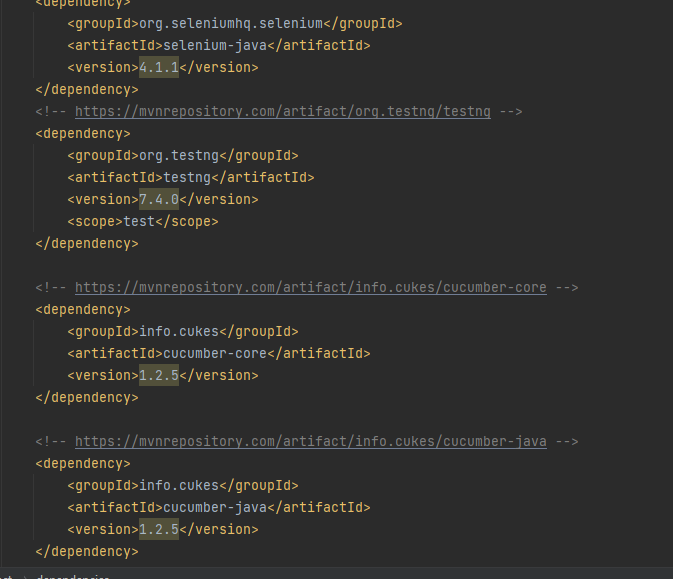 <dependency>
<groupId>org.seleniumhq.selenium</groupId>
<artifactId>selenium-java</artifactId>
<version>4.1.1</version>
</dependency>
<!-- https://mvnrepository.com/artifact/org.testng/testng -->
<dependency>
<groupId>org.testng</groupId>
<artifactId>testng</artifactId>
<version>7.4.0</version>
<scope>test</scope>
</dependency>
<!-- https://mvnrepository.com/artifact/info.cukes/cucumber-core -->
<dependency>
<groupId>info.cukes</groupId>
<artifactId>cucumber-core</artifactId>
<version>1.2.5</version>
</dependency>
<!-- https://mvnrepository.com/artifact/info.cukes/cucumber-java -->
<dependency>
<groupId>info.cukes</groupId>
<artifactId>cucumber-java</artifactId>
<version>1.2.5</version>
</dependency>
dependencies